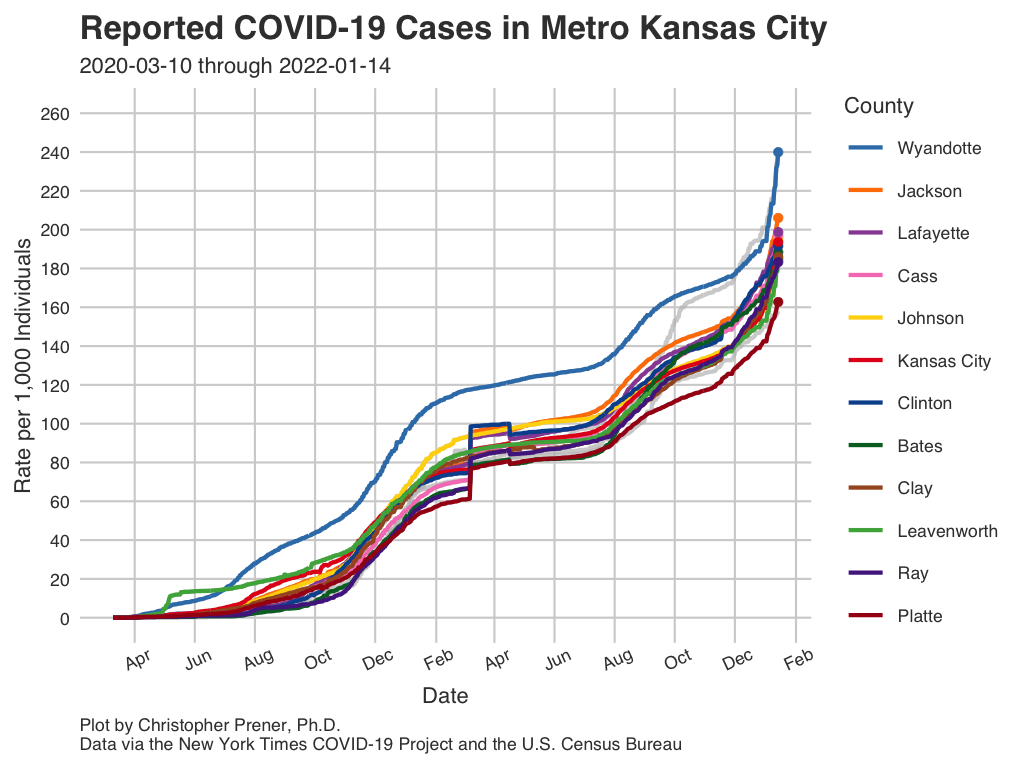 Reported COVID-19 Cases in Metro Kansas City
2020-03-10 through 2022-01-14
Rate per 1,000 Individuals
260
240
220
200
180
160
140
120
100
80
60
40
20
0
Apr
Jun
Aug
Oct
Dec
Feb
Apr
Jun
Aug
Oct
Dec
Feb
Date
County
Wyandotte
Jackson
Lafayette
Cass
Johnson
Kansas City
Clinton
Bates
Clay
Leavenworth
Ray
Platte
Plot by Christopher Prener, Ph.D.
Data via the New York Times COVID-19 Project and the U.S. Census Bureau